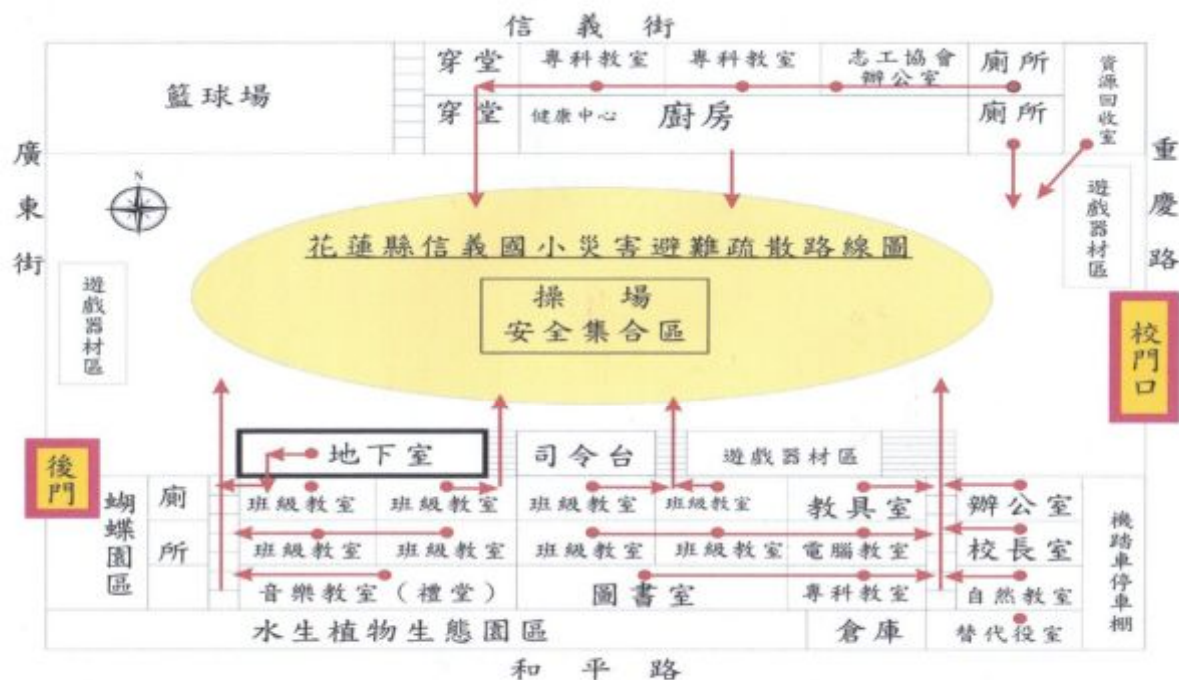 信義街
籃球場
穿堂
專科教室
專科教室
志工協會
辦公室
廁所
資源回收室
穿堂
健康中心
廚房
廁所
廣東街
重慶路
N
遊戲器材區
花蓮縣信義國小災害避難疏散路線圖
遊戲器材區
操場
安全集合區
校門口
後門
地下室
司令台
遊戲器材區
蝴蝶園區
廁所
班級教室
班級教室
班級教室
班級教室
教具室
辦公室
機踏車停車棚
班級教室
班級教室
班級教室
班級教室
電腦教室
校長室
音樂教室（禮堂）
圖書室
專科教室
自然教室
水生植物生態園區
倉庫
替代役室
和平路